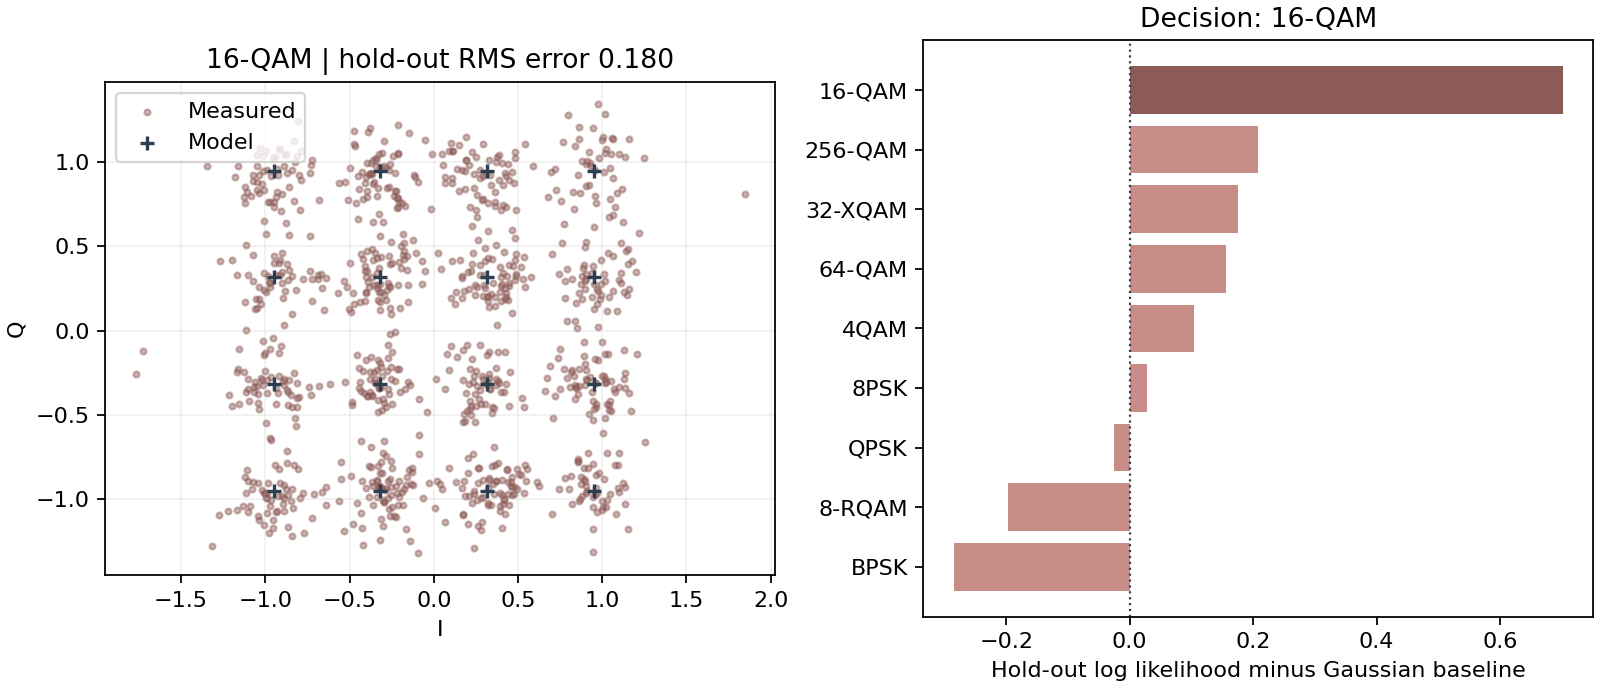 16-QAM | hold-out RMS error 0.180
Measured
Model
1.0
0.5
0.0
−0.5
−1.0
Q
−1.5
−1.0
−0.5
0.0
0.5
1.0
1.5
2.0
I
Decision: 16-QAM
16-QAM
256-QAM
32-XQAM
64-QAM
4QAM
8PSK
QPSK
8-RQAM
BPSK
−0.2
0.0
0.2
0.4
0.6
Hold-out log likelihood minus Gaussian baseline